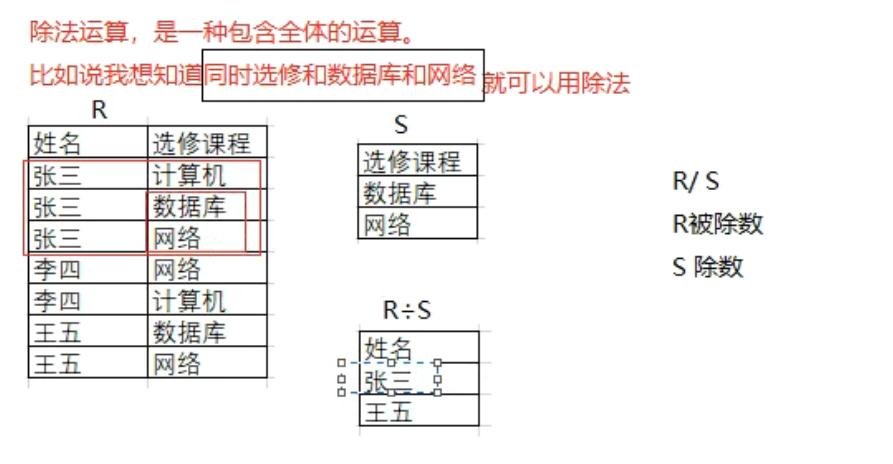 除法运算，是一种包含全体的运算。
比如说我想知道同时选修和数据库和网络 就可以用除法
R
姓名 选修课程
张三 计算机
张三 数据库
张三 网络
李四 网络
李四 计算机
王五 数据库
王五 网络
S
选修课程
数据库
网络
R÷S
姓名
张三
王五
R/ S
R被除数
S 除数